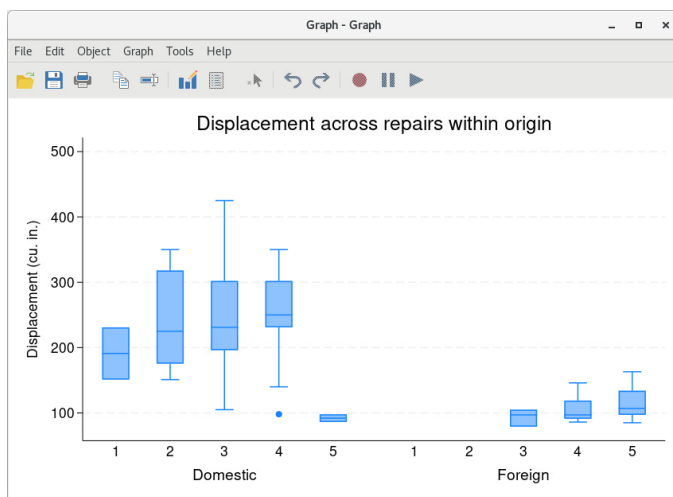 Graph - Graph
File Edit Object Graph Tools Help
Displacement across repairs within origin
Displacement (cu. in.)
500
400
300
200
100
1 2 3 4 5 1 2 3 4 5
Domestic Foreign